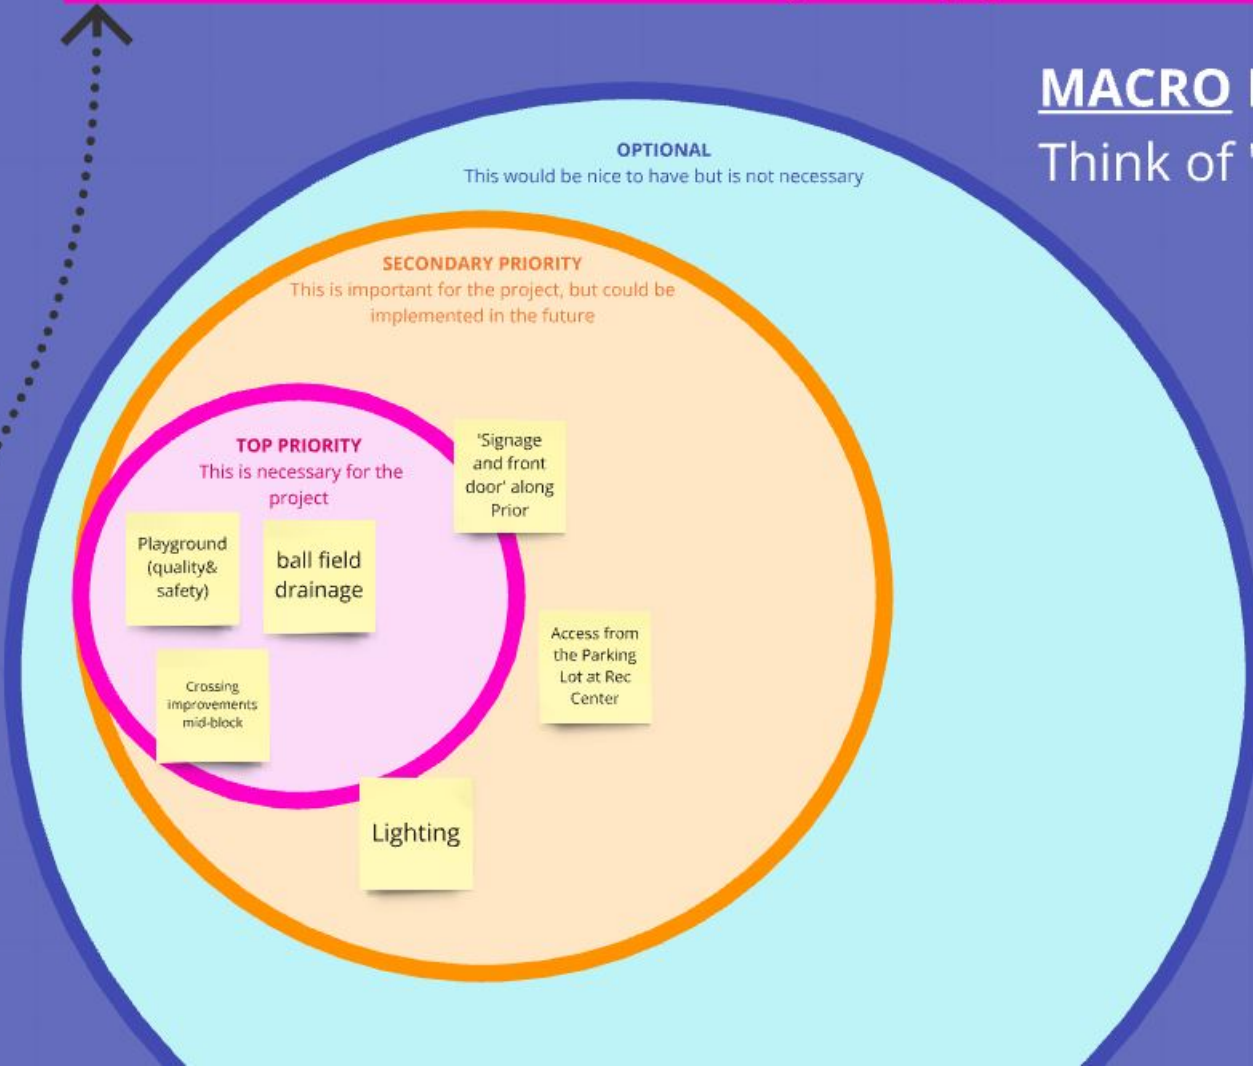 MACRO
Think of '
OPTIONAL
This would be nice to have but is not necessary
SECONDARY PRIORITY
This is important for the project, but could be
implemented in the future
TOP PRIORITY
This is necessary for the
project
'Signage
and front
door' along
Prior
Playground
(quality&
safety)
ball field
drainage
Access from
the Parking
Lot at Rec
Center
Crossing
improvements
mid-block
Lighting